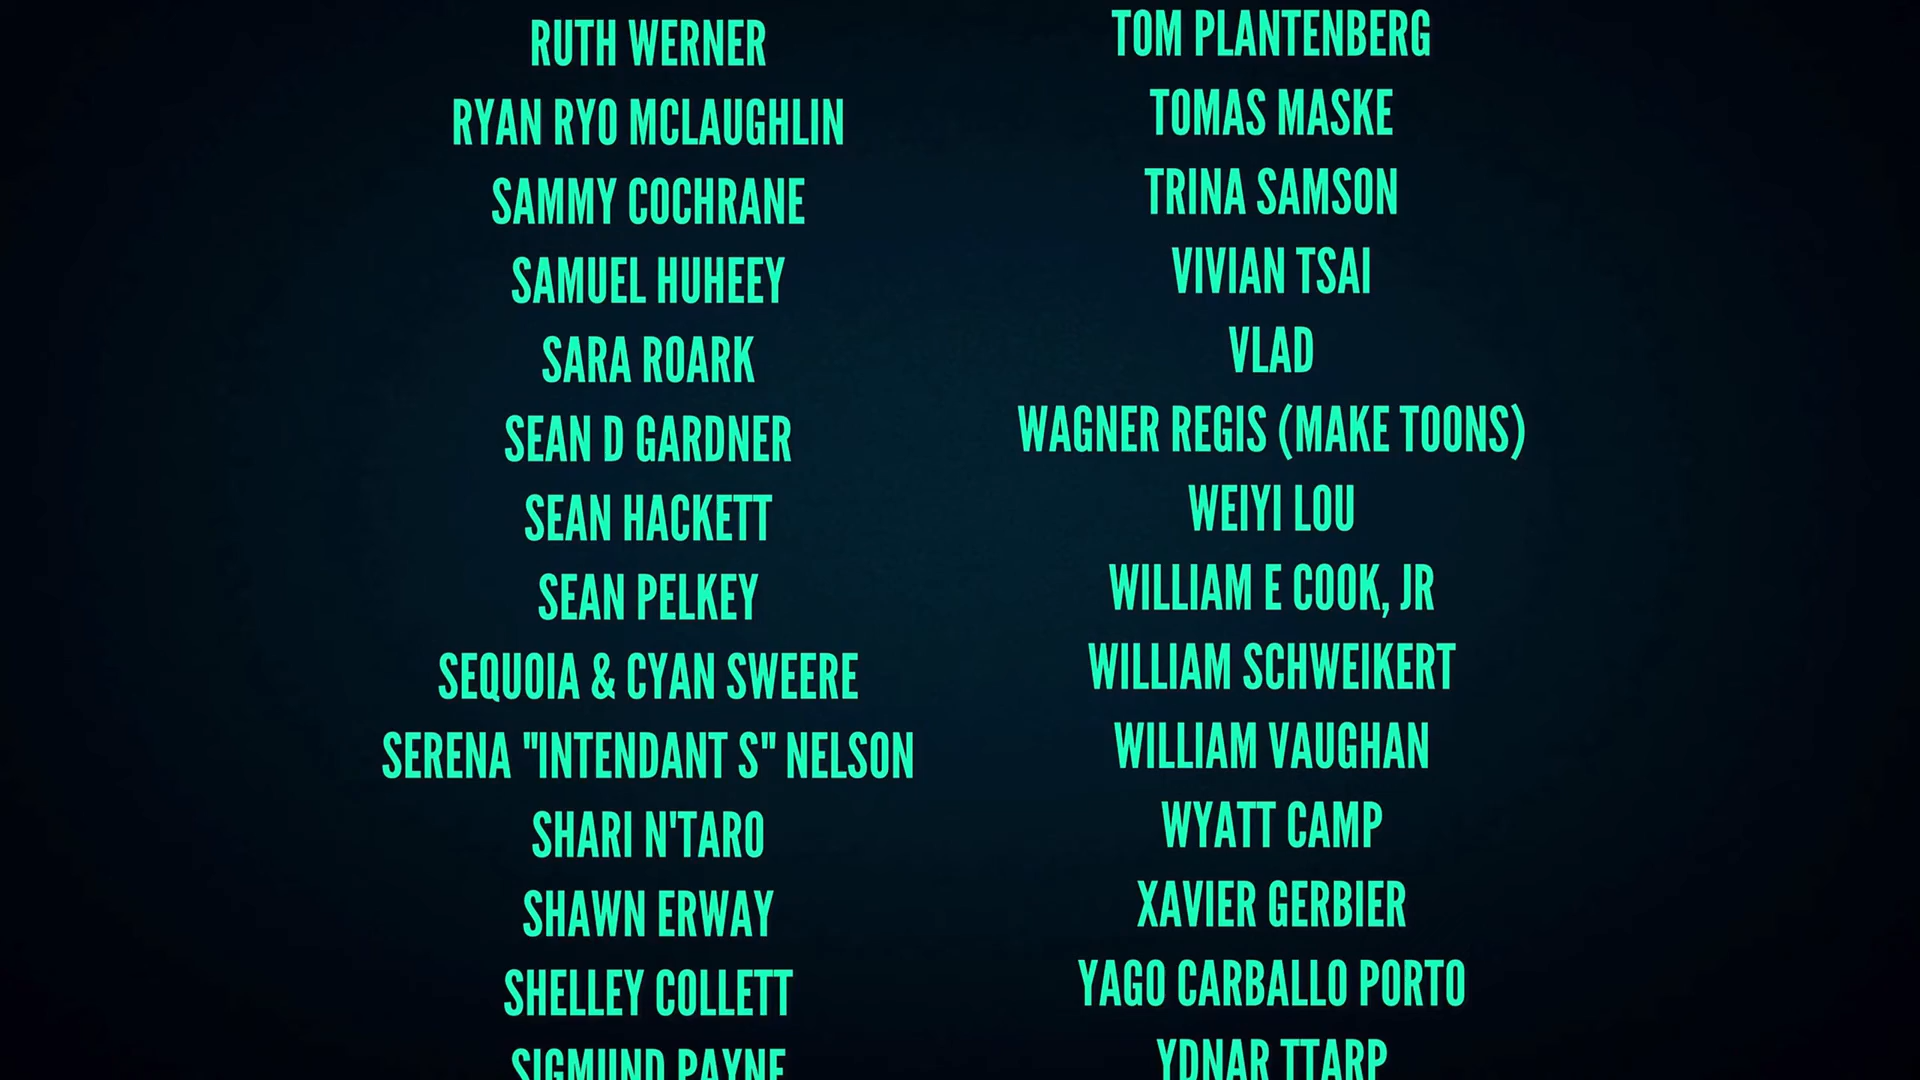 RUTH WERNER
RYAN RYO MCLAUGHLIN
SAMMY COCHRANE
SAMUEL HUHEEY
SARA ROARK
SEAN D GARDNER
SEAN HACKETT
SEAN PELKEY
SEQUOIA & CYAN SWEERE
SERENA "INTENDANT S" NELSON
SHARI N'TARO
SHAWN ERWAY
SHELLEY COLLETT
SIGMUND PAYNE
TOM PLANTENBERG
TOMAS MASKE
TRINA SAMSON
VIVIAN TSAI
VLAD
WAGNER REGIS (MAKE TOONS)
WEIYI LOU
WILLIAM E COOK, JR
WILLIAM SCHWEIKERT
WILLIAM VAUGHAN
WYATT CAMP
XAVIER GERBIER
YAGO CARBALLO PORTO
YDNAR TTARP